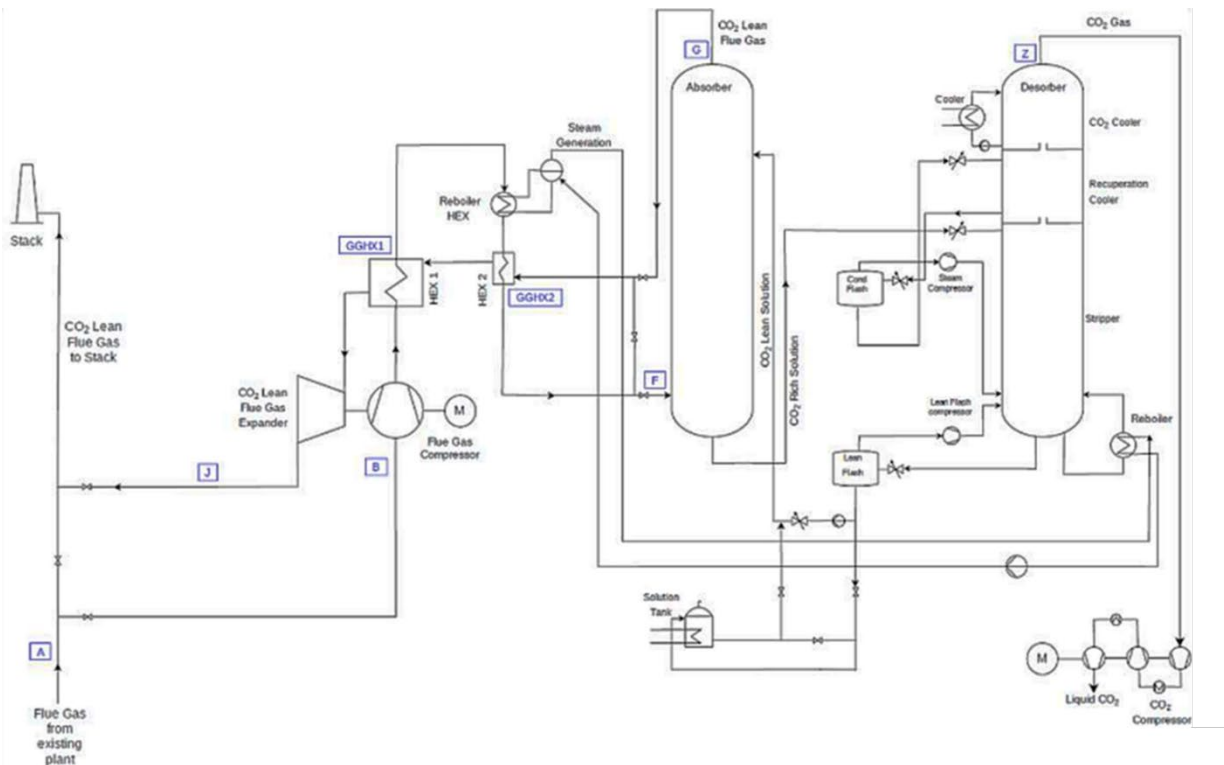 CO₂ Lean
Flue Gas
G
Absorber
CO₂ Gas
Z
Desorber
Cooler
CO₂ Cooler
Steam
Generation
Recuperation
Cooler
Reboiler
HEX
Stack
GGHX1
HEX 1
HEX 2
GGHX2
Cond
Flash
Steam
Compressor
Stripper
CO₂ Lean Solution
CO₂ Rich Solution
CO₂ Lean
Flue Gas
to Stack
F
CO₂ Lean
Flue Gas
Expander
M
Flue Gas
Compressor
Lean Flash
compressor
Reboiler
Lean
Flash
J
B
Solution
Tank
A
M
Liquid CO₂
CO₂
Compressor
Flue Gas
from
existing
plant